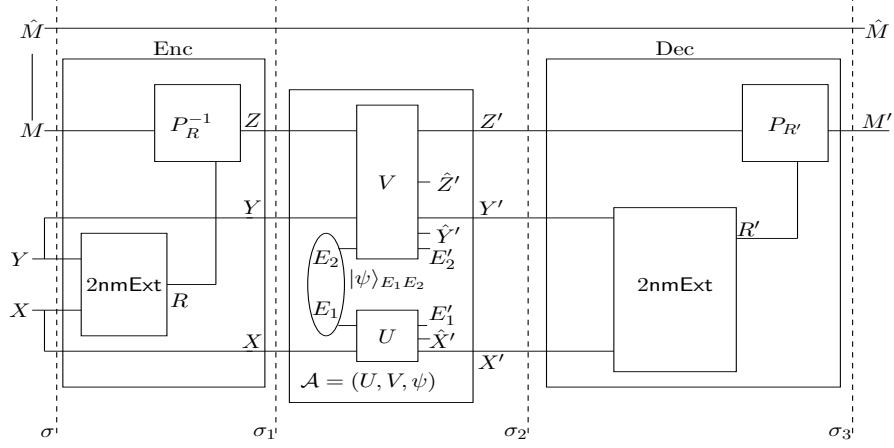 M̂ M̂
Enc Dec
M P_R^{-1} Z Z′ P_{R′} M′
V Ẑ′
Y Y′
Ŷ′ R′
Y E_2 E′_2
2nmExt |ψ⟩_{E_1E_2} 2nmExt
X R E_1 E′_1
U X̂′
X X′
𝒜 = (U, V, ψ)
σ σ_1 σ_2 σ_3